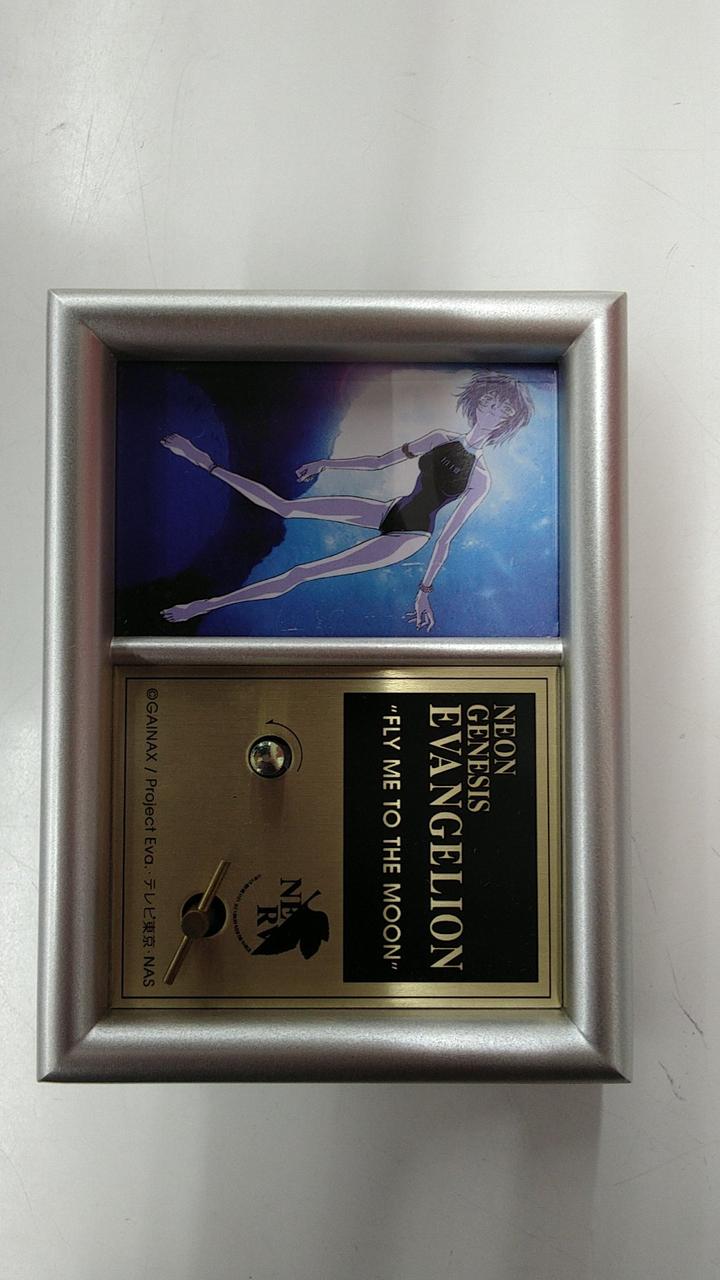 NEON
GENESIS
EVANGELION
"FLY ME TO THE MOON"
NERV
©GAINAX / Project Eva.・テレビ東京・NAS